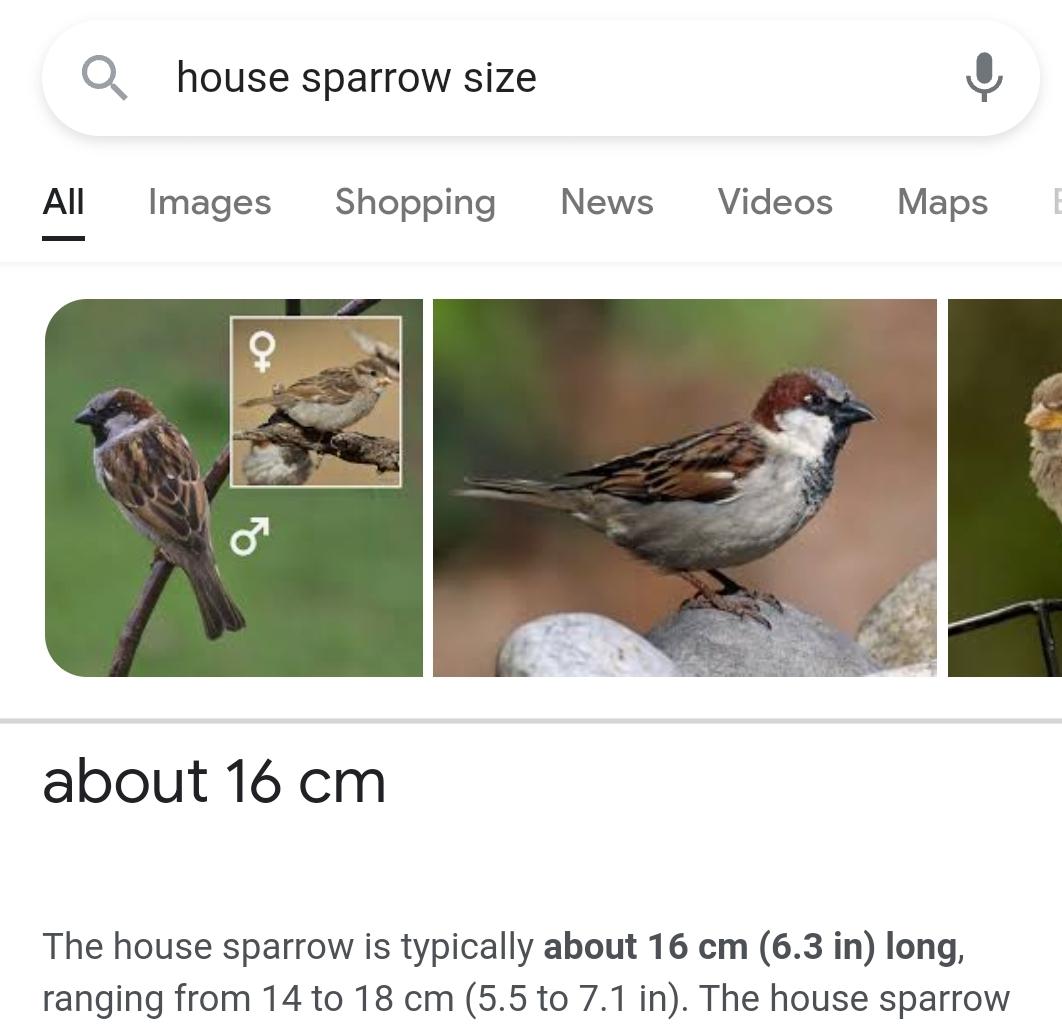 house sparrow size
All Images Shopping News Videos Maps
♀
♂
about 16 cm
The house sparrow is typically about 16 cm (6.3 in) long,
ranging from 14 to 18 cm (5.5 to 7.1 in). The house sparrow